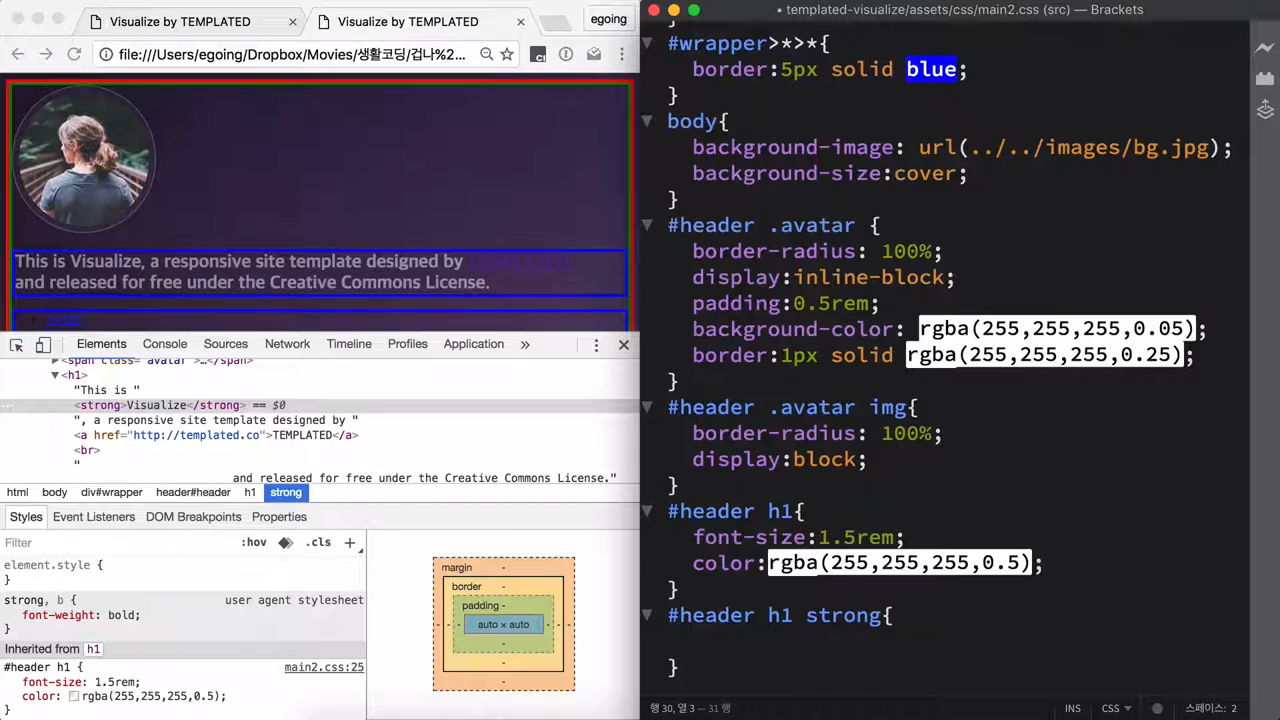 Visualize by TEMPLATED
Visualize by TEMPLATED
egoing
file:///Users/egoing/Dropbox/Movies/생활코딩/겁나%2...
This is Visualize, a responsive site template designed by
and released for free under the Creative Commons License.
Elements Console Sources Network Timeline Profiles Application »
<span class="avatar">…</span>
<h1>
"This is "
<strong>Visualize</strong> == $0
", a responsive site template designed by "
<a href="http://templated.co">TEMPLATED</a>
<br>
"
and released for free under the Creative Commons License."
html body div#wrapper header#header h1 strong
Styles Event Listeners DOM Breakpoints Properties
Filter :hov .cls +
element.style {
}
strong, b { user agent stylesheet
font-weight: bold;
}
Inherited from h1
#header h1 { main2.css:25
font-size: 1.5rem;
color: rgba(255,255,255,0.5);
}
margin -
border -
padding -
- - - auto × auto - - -
-
-
-
• templated-visualize/assets/css/main2.css (src) — Brackets
#wrapper>*>*{
border:5px solid blue;
}
body{
background-image: url(../../images/bg.jpg);
background-size:cover;
}
#header .avatar {
border-radius: 100%;
display:inline-block;
padding:0.5rem;
background-color: rgba(255,255,255,0.05);
border:1px solid rgba(255,255,255,0.25);
}
#header .avatar img{
border-radius: 100%;
display:block;
}
#header h1{
font-size:1.5rem;
color:rgba(255,255,255,0.5);
}
#header h1 strong{
}
행 30, 열 3 — 31 행 INS CSS 스페이스: 2